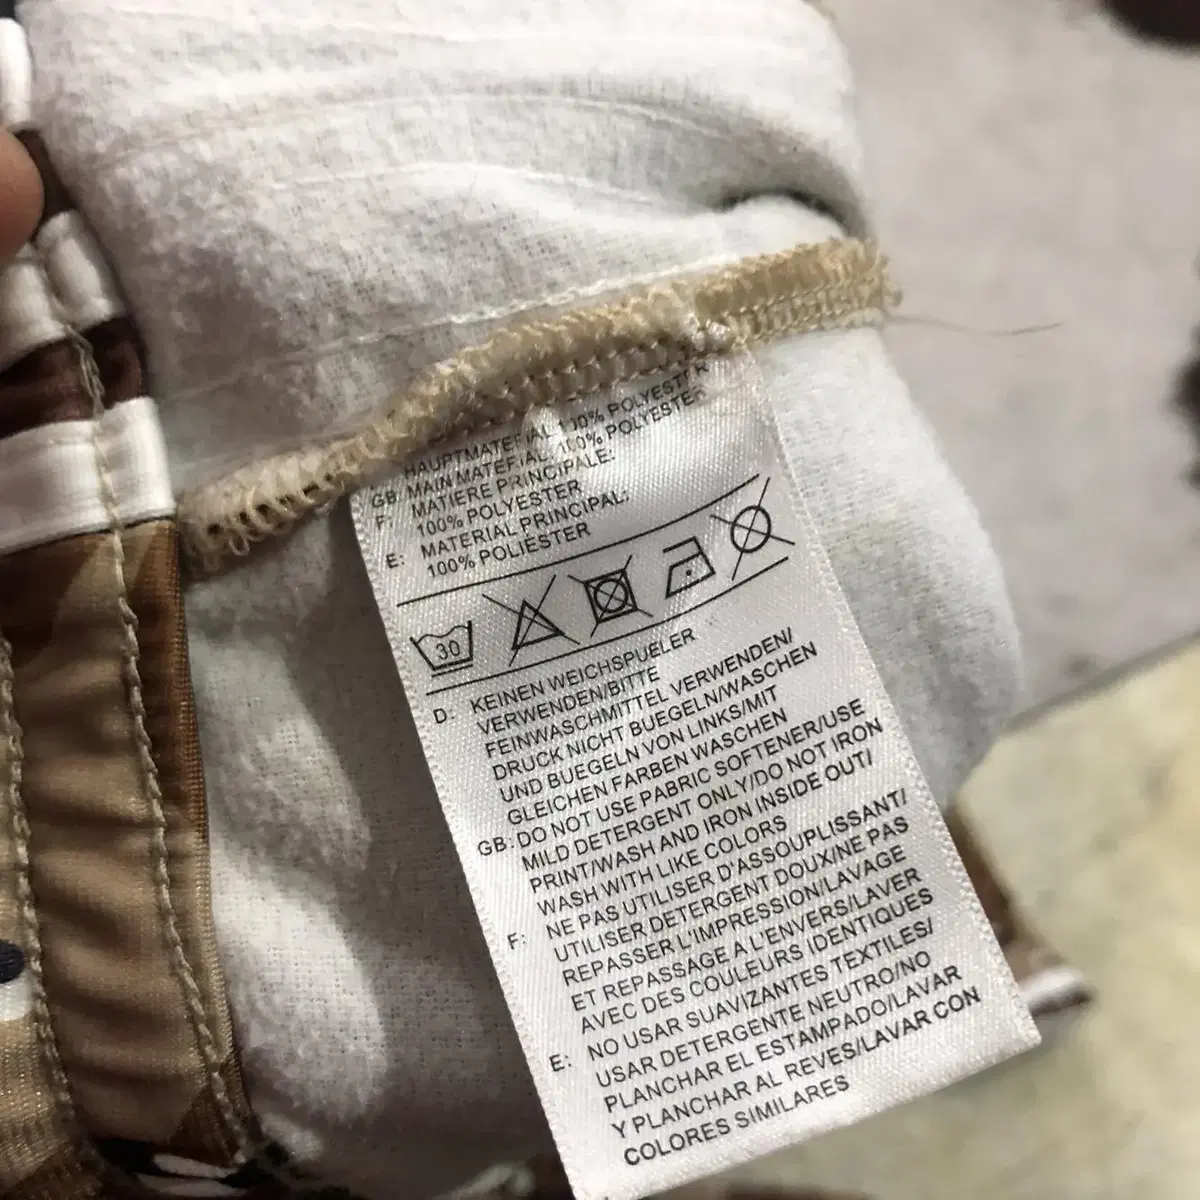 HAUPTMATERIAL 100% POLYESTER
GB: MAIN MATERIAL: 100% POLYESTER
F: MATIERE PRINCIPALE:
100% POLYESTER
E: MATERIAL PRINCIPAL:
100% POLIESTER
30
D: KEINEN WEICHSPUELER
VERWENDEN/BITTE
FEINWASCHMITTEL VERWENDEN/
DRUCK NICHT BUEGELN/WASCHEN
UND BUEGELN VON LINKS/MIT
GLEICHEN FARBEN WASCHEN
GB: DO NOT USE FABRIC SOFTENER/USE
MILD DETERGENT ONLY/DO NOT IRON
PRINT/WASH AND IRON INSIDE OUT/
WASH WITH LIKE COLORS
F: NE PAS UTILISER D'ASSOUPLISSANT/
UTILISER DETERGENT DOUX/NE PAS
REPASSER L'IMPRESSION/LAVAGE
ET REPASSAGE A L'ENVERS/LAVER
AVEC DES COULEURS IDENTIQUES
E: NO USAR SUAVIZANTES TEXTILES/
USAR DETERGENTE NEUTRO/NO
PLANCHAR EL ESTAMPADO/LAVAR
Y PLANCHAR AL REVES/LAVAR CON
COLORES SIMILARES